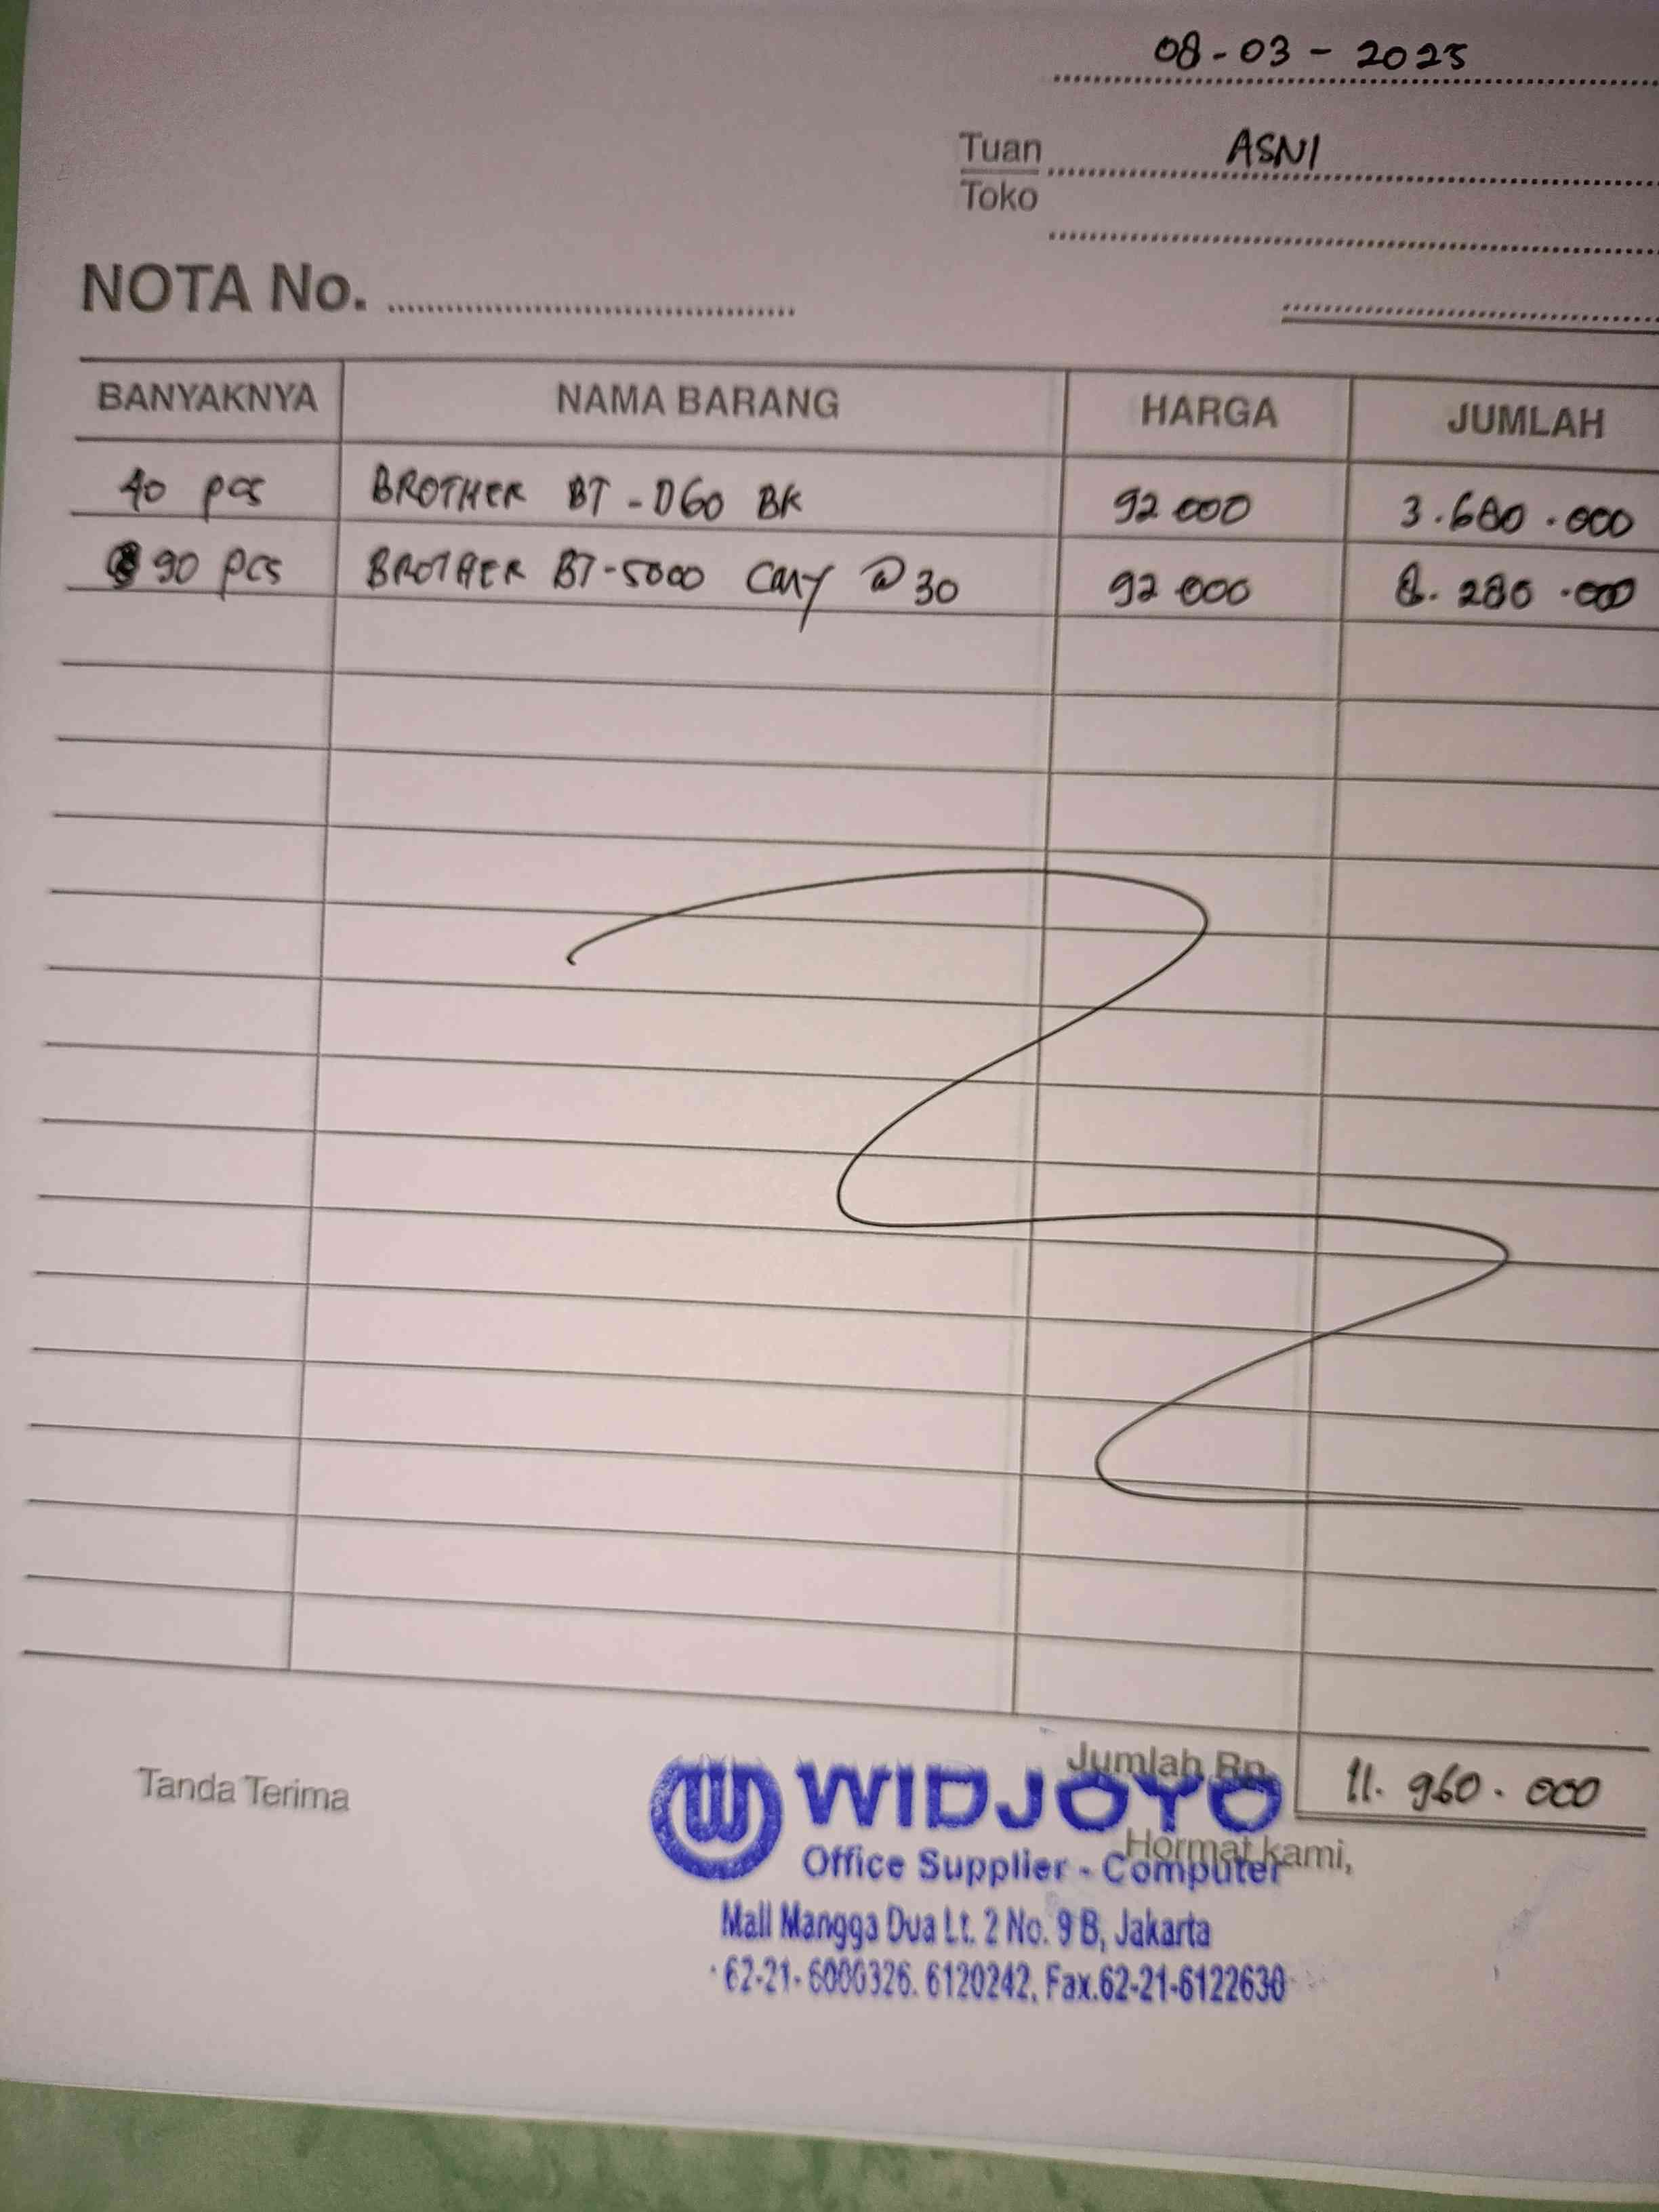 08-03-2025
Tuan ASNI
Toko
NOTA No.
BANYAKNYA NAMA BARANG HARGA JUMLAH
40 pcs BROTHER BT-D60 BK 92 000 3.680.000
90 pcs BROTHER BT-5000 CMY @ 30 92 000 8.280.000
Jumlah Rp. 11.960.000
Tanda Terima
Hormat kami,
WIDJOYO
Office Supplier - Computer
Mall Mangga Dua Lt. 2 No. 9 B, Jakarta
62-21-6000326. 6120242, Fax.62-21-6122630